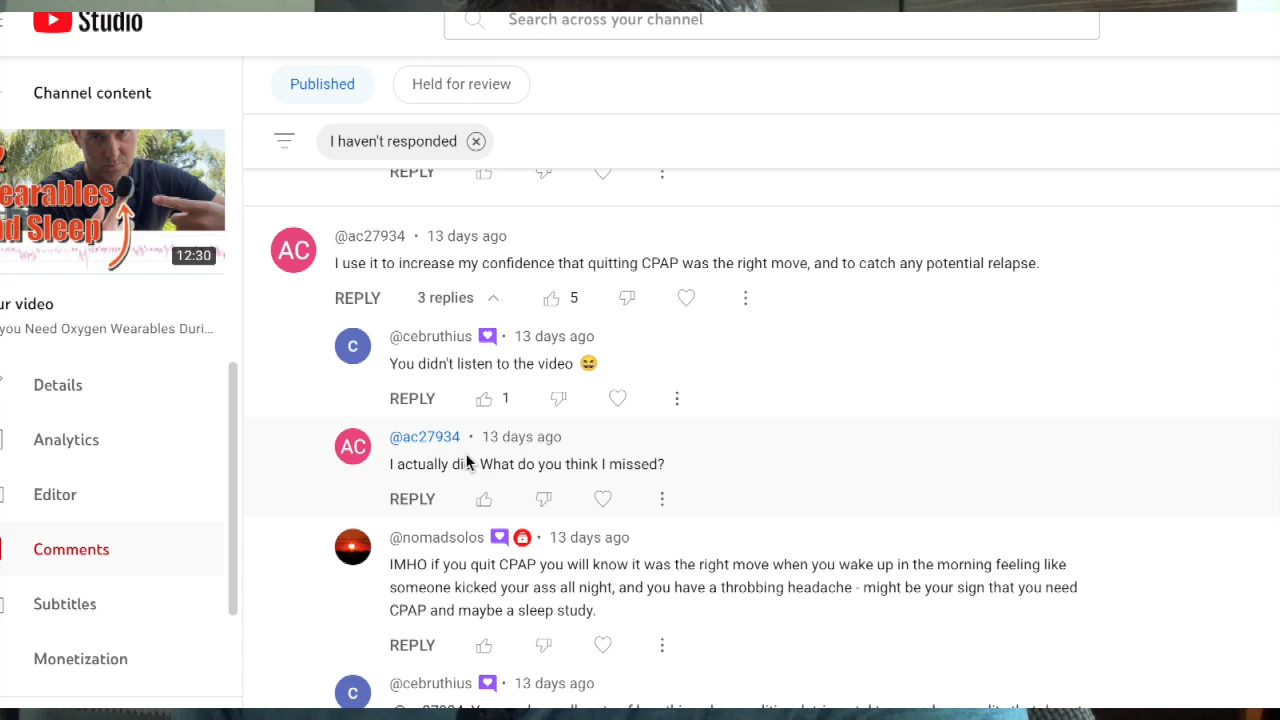 Studio
Search across your channel
Channel content
earables
nd Sleep
12:30
ur video
you Need Oxygen Wearables Duri...
Details
Analytics
Editor
Comments
Subtitles
Monetization
Published
Held for review
I haven't responded
REPLY
AC
@ac27934 • 13 days ago
I use it to increase my confidence that quitting CPAP was the right move, and to catch any potential relapse.
REPLY 3 replies 5
C
@cebruthius • 13 days ago
You didn't listen to the video 😆
REPLY 1
AC
@ac27934 • 13 days ago
I actually di What do you think I missed?
REPLY
@nomadsolos • 13 days ago
IMHO if you quit CPAP you will know it was the right move when you wake up in the morning feeling like
someone kicked your ass all night, and you have a throbbing headache - might be your sign that you need
CPAP and maybe a sleep study.
REPLY
C
@cebruthius • 13 days ago